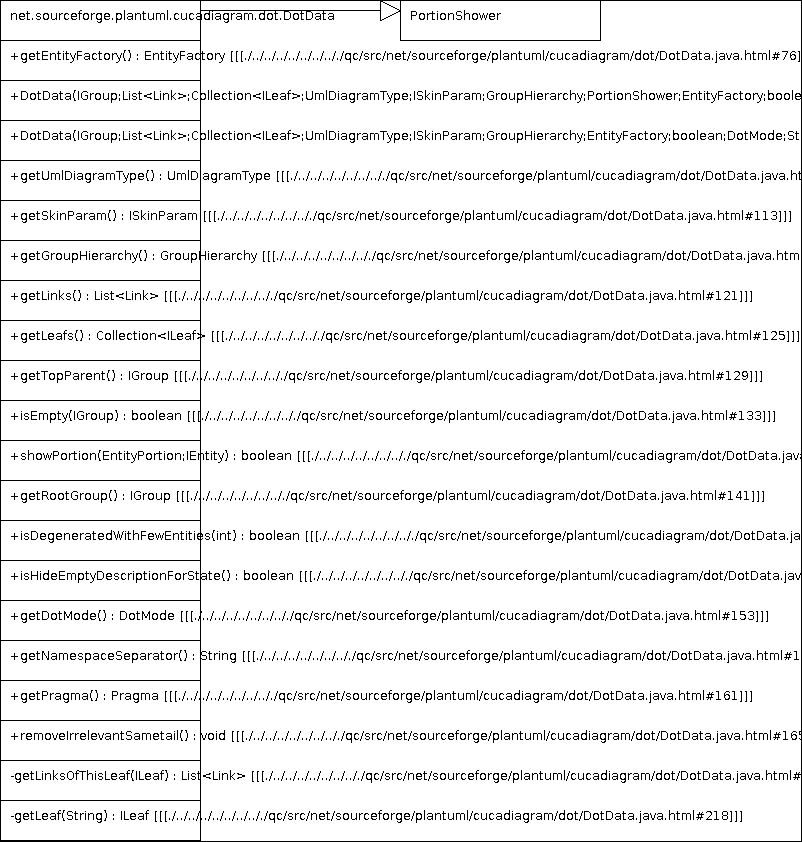 net.sourceforge.plantuml.cucadiagram.dot.DotData
PortionShower
+getEntityFactory() : EntityFactory [[[./../../../../../../../qc/src/net/sourceforge/plantuml/cucadiagram/dot/DotData.java.html#76]
+DotData(IGroup;List<Link>;Collection<ILeaf>;UmlDiagramType;ISkinParam;GroupHierarchy;PortionShower;EntityFactory;boole
+DotData(IGroup;List<Link>;Collection<ILeaf>;UmlDiagramType;ISkinParam;GroupHierarchy;EntityFactory;boolean;DotMode;St
+getUmlDiagramType() : UmlDiagramType [[[./../../../../../../../qc/src/net/sourceforge/plantuml/cucadiagram/dot/DotData.java.ht
+getSkinParam() : ISkinParam [[[./../../../../../../../qc/src/net/sourceforge/plantuml/cucadiagram/dot/DotData.java.html#113]]]
+getGroupHierarchy() : GroupHierarchy [[[./../../../../../../../qc/src/net/sourceforge/plantuml/cucadiagram/dot/DotData.java.htm
+getLinks() : List<Link> [[[./../../../../../../../qc/src/net/sourceforge/plantuml/cucadiagram/dot/DotData.java.html#121]]]
+getLeafs() : Collection<ILeaf> [[[./../../../../../../../qc/src/net/sourceforge/plantuml/cucadiagram/dot/DotData.java.html#125]]]
+getTopParent() : IGroup [[[./../../../../../../../qc/src/net/sourceforge/plantuml/cucadiagram/dot/DotData.java.html#129]]]
+isEmpty(IGroup) : boolean [[[./../../../../../../../qc/src/net/sourceforge/plantuml/cucadiagram/dot/DotData.java.html#133]]]
+showPortion(EntityPortion;IEntity) : boolean [[[./../../../../../../../qc/src/net/sourceforge/plantuml/cucadiagram/dot/DotData.java
+getRootGroup() : IGroup [[[./../../../../../../../qc/src/net/sourceforge/plantuml/cucadiagram/dot/DotData.java.html#141]]]
+isDegeneratedWithFewEntities(int) : boolean [[[./../../../../../../../qc/src/net/sourceforge/plantuml/cucadiagram/dot/DotData.ja
+isHideEmptyDescriptionForState() : boolean [[[./../../../../../../../qc/src/net/sourceforge/plantuml/cucadiagram/dot/DotData.jav
+getDotMode() : DotMode [[[./../../../../../../../qc/src/net/sourceforge/plantuml/cucadiagram/dot/DotData.java.html#153]]]
+getNamespaceSeparator() : String [[[./../../../../../../../qc/src/net/sourceforge/plantuml/cucadiagram/dot/DotData.java.html#1
+getPragma() : Pragma [[[./../../../../../../../qc/src/net/sourceforge/plantuml/cucadiagram/dot/DotData.java.html#161]]]
+removeIrrelevantSametail() : void [[[./../../../../../../../qc/src/net/sourceforge/plantuml/cucadiagram/dot/DotData.java.html#165
-getLinksOfThisLeaf(ILeaf) : List<Link> [[[./../../../../../../../qc/src/net/sourceforge/plantuml/cucadiagram/dot/DotData.java.html#
-getLeaf(String) : ILeaf [[[./../../../../../../../qc/src/net/sourceforge/plantuml/cucadiagram/dot/DotData.java.html#218]]]